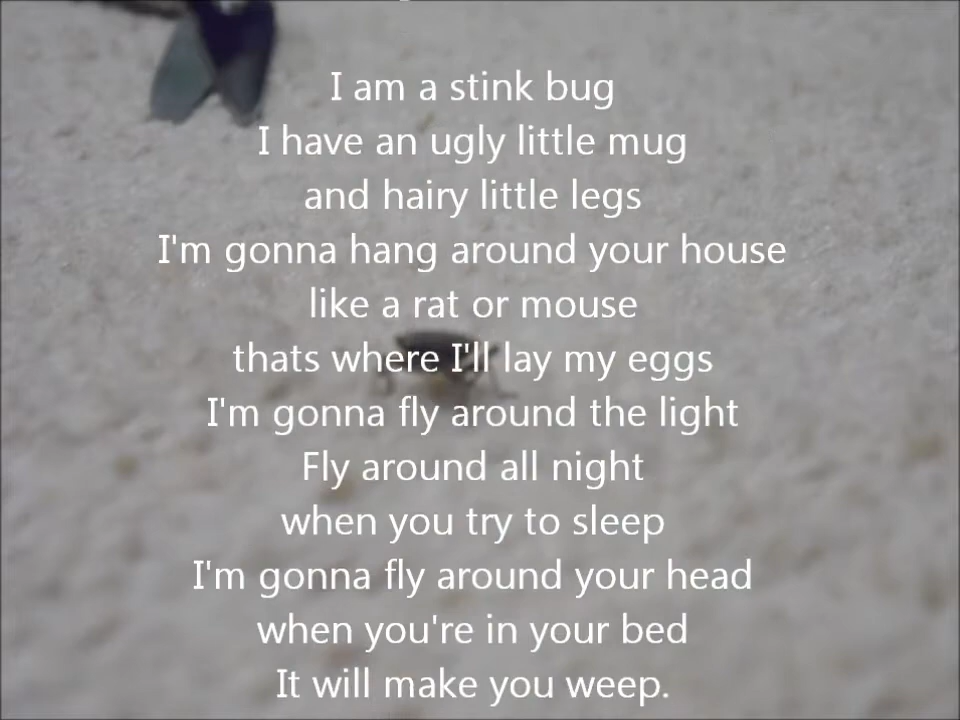 I am a stink bug
I have an ugly little mug
and hairy little legs
I'm gonna hang around your house
like a rat or mouse
thats where I'll lay my eggs
I'm gonna fly around the light
Fly around all night
when you try to sleep
I'm gonna fly around your head
when you're in your bed
It will make you weep.